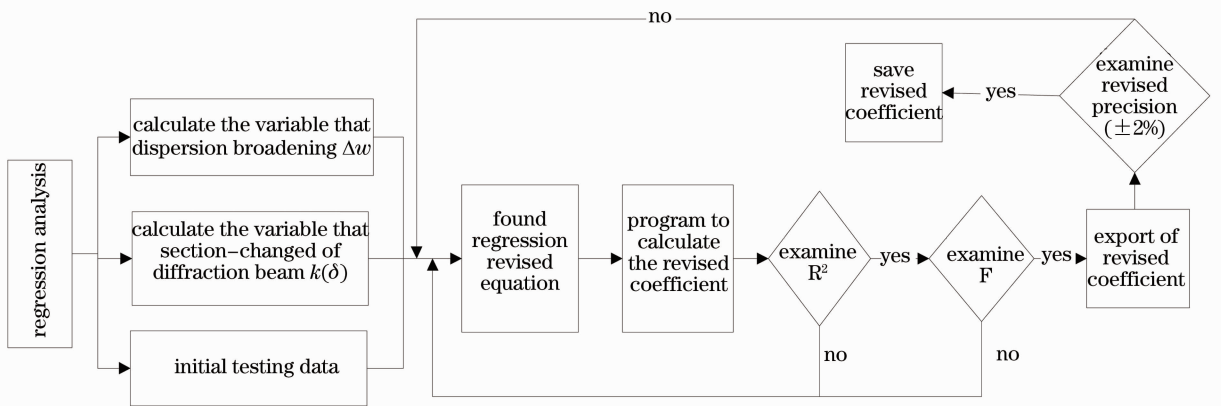 regression analysis
calculate the variable that
dispersion broadening Δw
calculate the variable that
section-changed of
diffraction beam k(δ)
initial testing data
found
regression
revised
equation
program to
calculate
the revised
coefficient
examine
R²
yes
no
examine
F
yes
no
export of
revised
coefficient
examine
revised
precision
(±2%)
yes
no
save
revised
coefficient